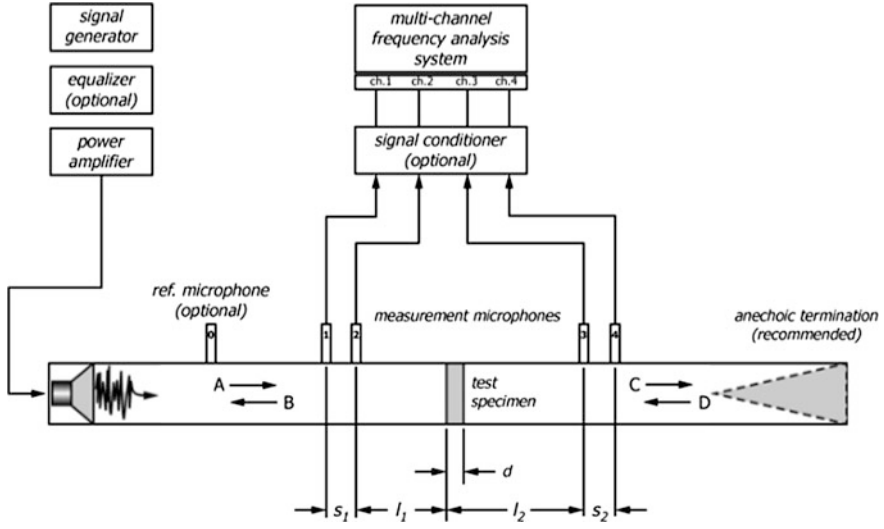 signal
generator
equalizer
(optional)
power
amplifier
multi-channel
frequency analysis
system
ch.1 ch.2 ch.3 ch.4
signal conditioner
(optional)
ref. microphone
(optional)
measurement microphones
anechoic termination
(recommended)
0 1 2 3 4
A
B
test
specimen
C
D
d
s1 l1 l2 s2